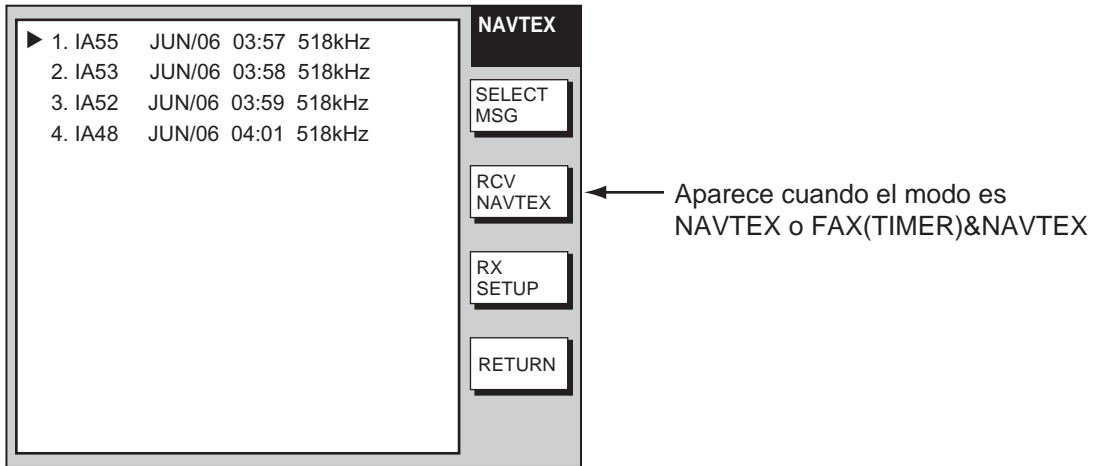 ▶ 1. IA55 JUN/06 03:57 518kHz
2. IA53 JUN/06 03:58 518kHz
3. IA52 JUN/06 03:59 518kHz
4. IA48 JUN/06 04:01 518kHz
NAVTEX
SELECT
MSG
RCV
NAVTEX
RX
SETUP
RETURN
Aparece cuando el modo es
NAVTEX o FAX(TIMER)&NAVTEX